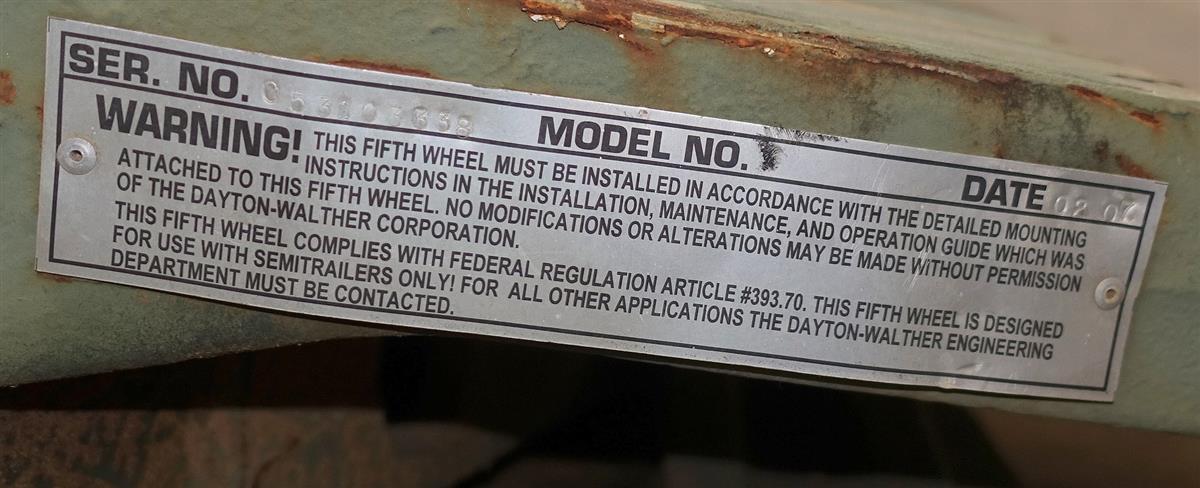 SER. NO. MODEL NO. DATE
WARNING! THIS FIFTH WHEEL MUST BE INSTALLED IN ACCORDANCE WITH THE DETAILED MOUNTING
INSTRUCTIONS IN THE INSTALLATION, MAINTENANCE, AND OPERATION GUIDE WHICH WAS
ATTACHED TO THIS FIFTH WHEEL. NO MODIFICATIONS OR ALTERATIONS MAY BE MADE WITHOUT PERMISSION
OF THE DAYTON-WALTHER CORPORATION.
THIS FIFTH WHEEL COMPLIES WITH FEDERAL REGULATION ARTICLE #393.70. THIS FIFTH WHEEL IS DESIGNED
FOR USE WITH SEMITRAILERS ONLY! FOR ALL OTHER APPLICATIONS THE DAYTON-WALTHER ENGINEERING
DEPARTMENT MUST BE CONTACTED.